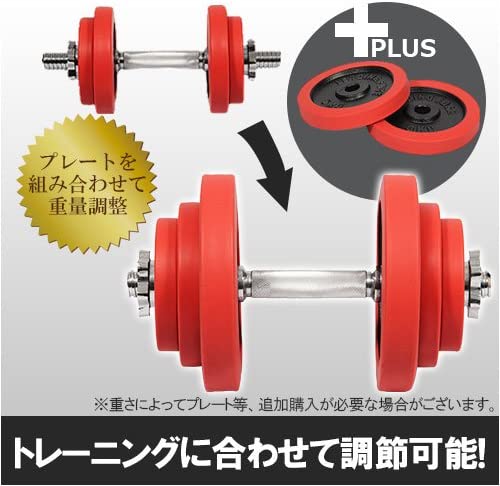 PLUS
プレートを
組み合わせて
重量調整
※重さによってプレート等、追加購入が必要な場合がございます。
トレーニングに合わせて調節可能!